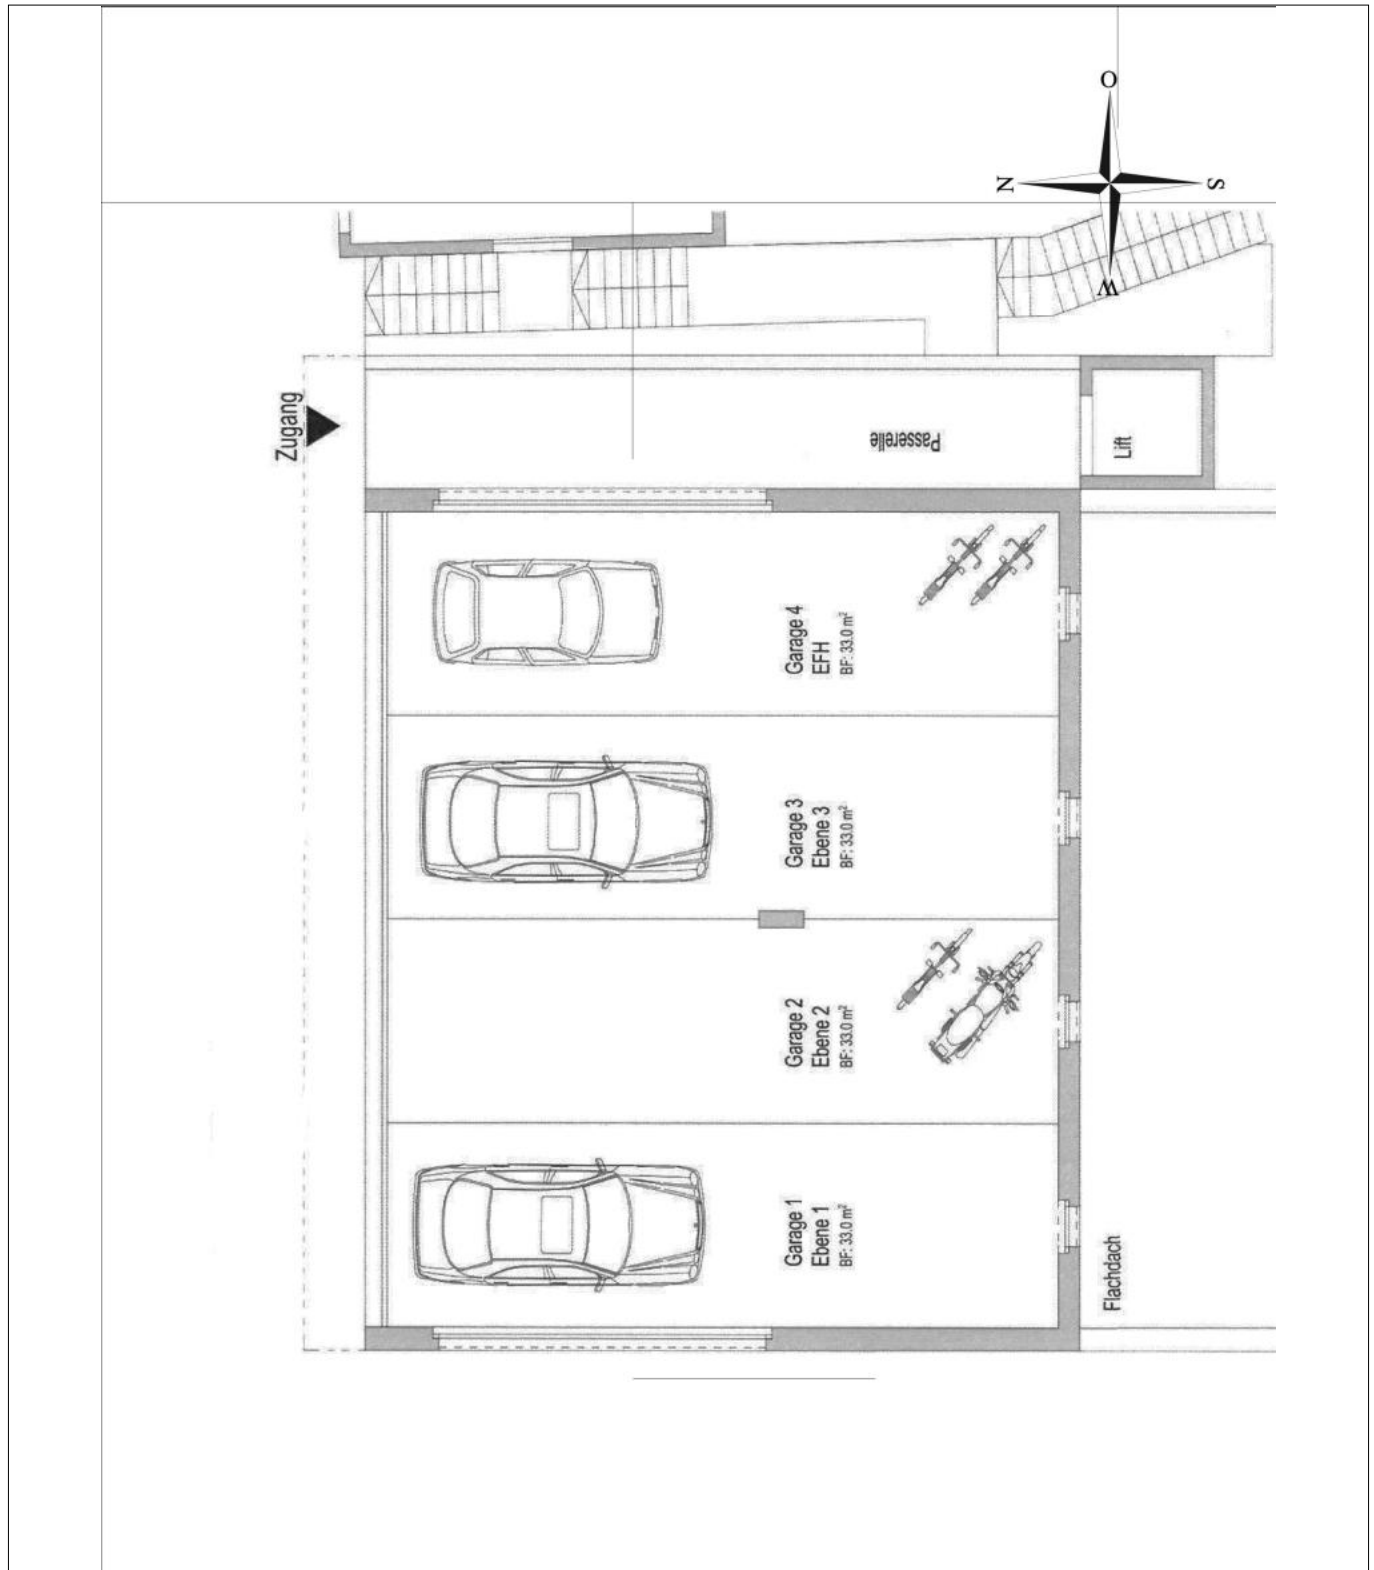 O
N
S
W
Zugang
Passerelle
Lift
Garage 4
EFH
BF: 33.0 m²
Garage 3
Ebene 3
BF: 33.0 m²
Garage 2
Ebene 2
BF: 33.0 m²
Garage 1
Ebene 1
BF: 33.0 m²
Flachdach